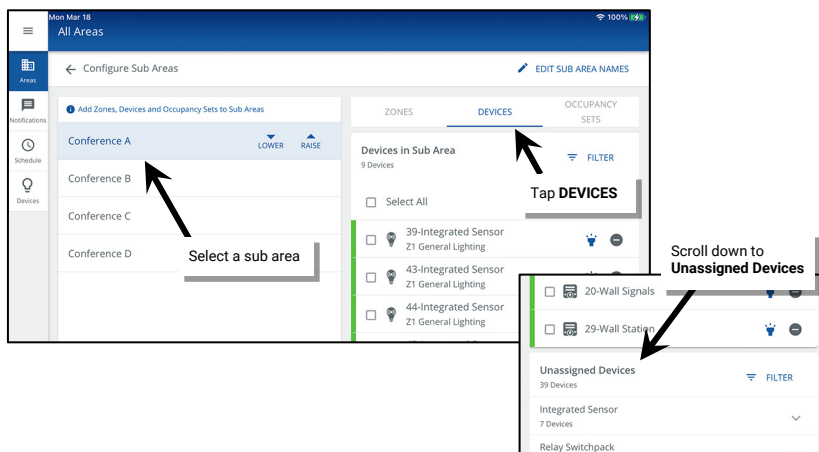 Mon Mar 18
100%
All Areas
Areas
Notifications
Schedule
Devices
Configure Sub Areas
EDIT SUB AREA NAMES
Add Zones, Devices and Occupancy Sets to Sub Areas
Conference A
LOWER
RAISE
Conference B
Conference C
Conference D
Select a sub area
ZONES
DEVICES
OCCUPANCY
SETS
Devices in Sub Area
9 Devices
FILTER
Tap DEVICES
Select All
39-Integrated Sensor
Z1 General Lighting
43-Integrated Sensor
Z1 General Lighting
44-Integrated Sensor
Z1 General Lighting
Scroll down to
Unassigned Devices
20-Wall Signals
29-Wall Station
Unassigned Devices
39 Devices
FILTER
Integrated Sensor
7 Devices
Relay Switchpack